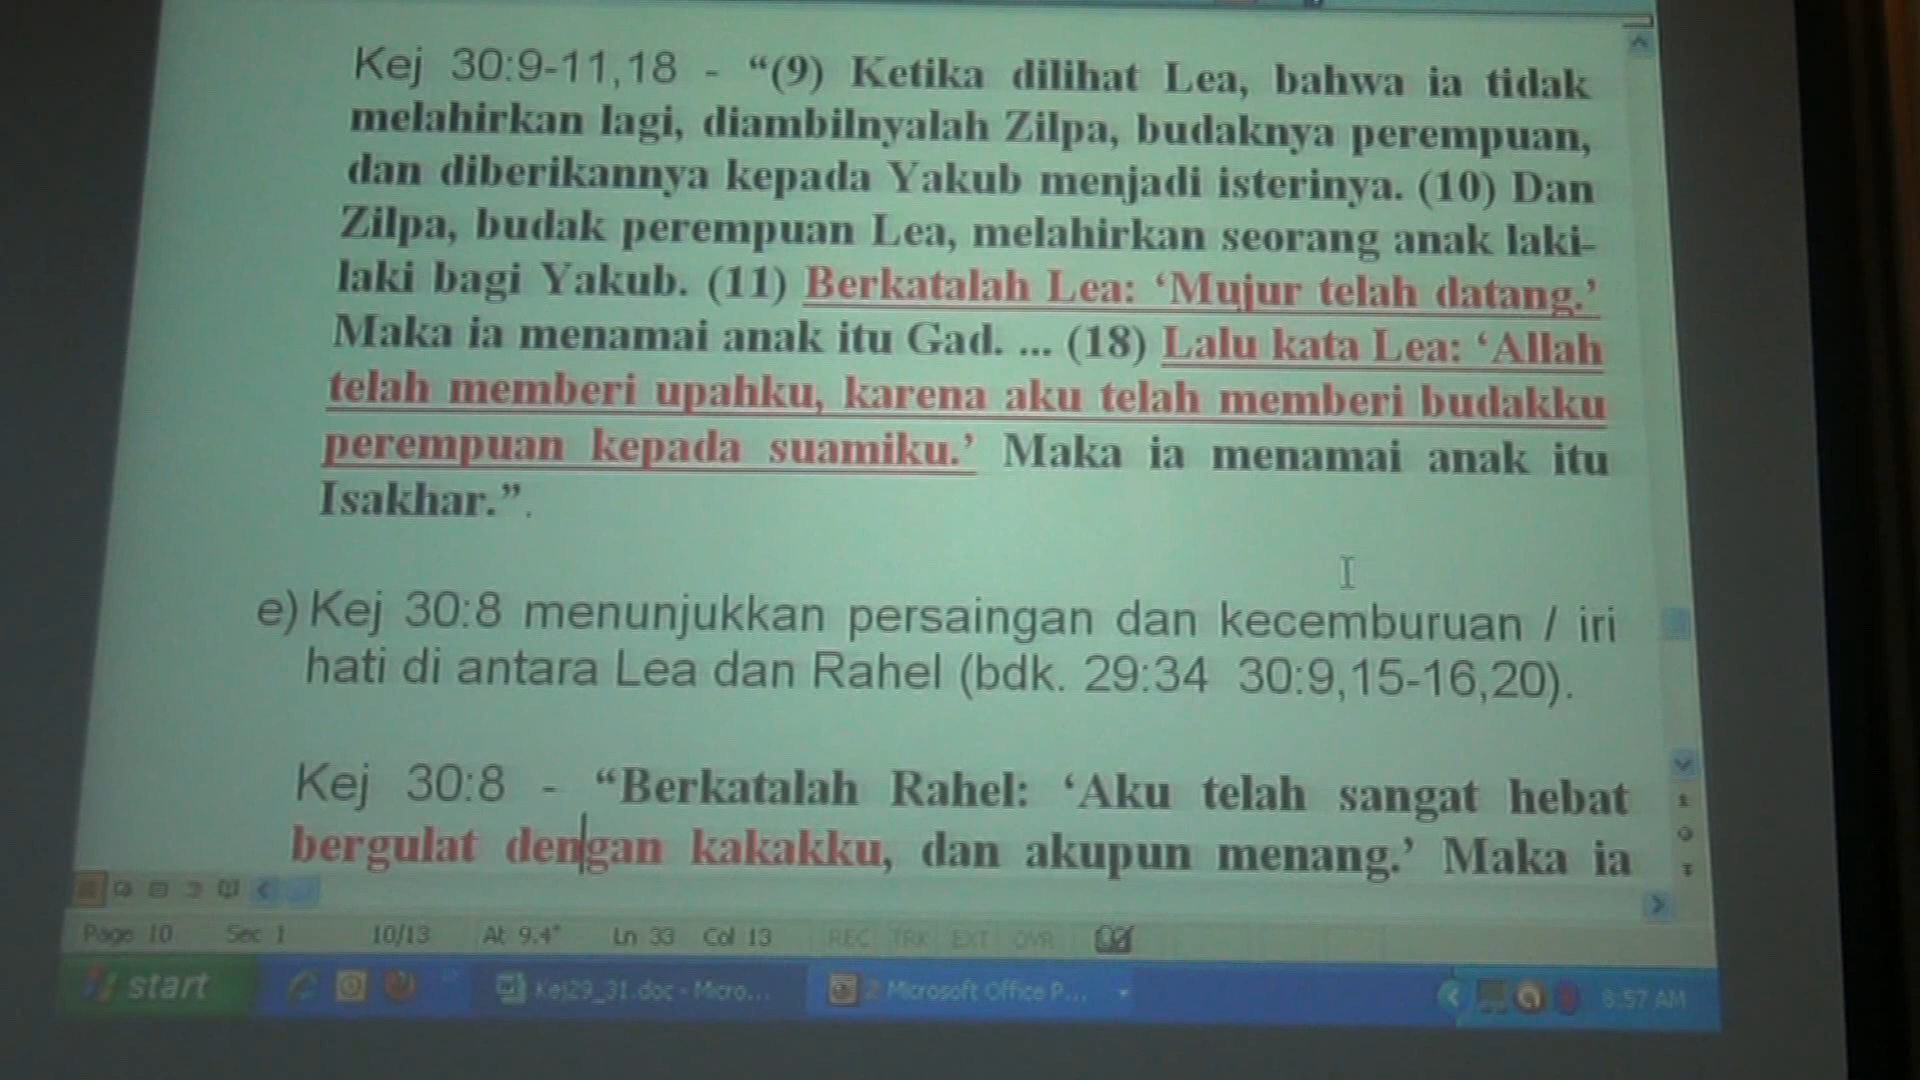 Kej 30:9-11,18 - “(9) Ketika dilihat Lea, bahwa ia tidak
melahirkan lagi, diambilnyalah Zilpa, budaknya perempuan,
dan diberikannya kepada Yakub menjadi isterinya. (10) Dan
Zilpa, budak perempuan Lea, melahirkan seorang anak laki-
laki bagi Yakub. (11) Berkatalah Lea: ‘Mujur telah datang.’
Maka ia menamai anak itu Gad. ... (18) Lalu kata Lea: ‘Allah
telah memberi upahku, karena aku telah memberi budakku
perempuan kepada suamiku.’ Maka ia menamai anak itu
Isakhar.”.
e) Kej 30:8 menunjukkan persaingan dan kecemburuan / iri
hati di antara Lea dan Rahel (bdk. 29:34 30:9,15-16,20).
Kej 30:8 - “Berkatalah Rahel: ‘Aku telah sangat hebat
bergulat dengan kakakku, dan akupun menang.’ Maka ia
Page 10 Sec 1 10/13 At 9.4" Ln 33 Col 13 REC TRK EXT OVR
start Kej29_31.doc - Micro... 2 Microsoft Office P... 8:57 AM